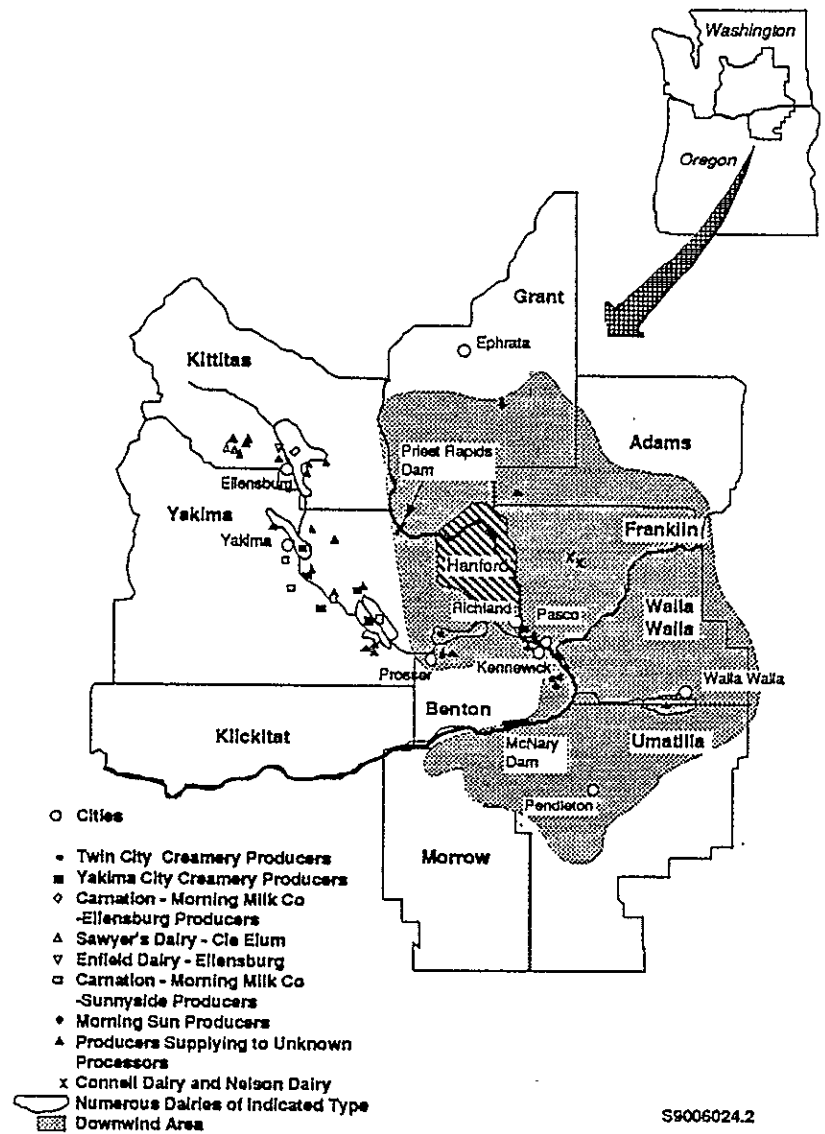 Washington
Oregon
Grant
Ephrata
Kittitas
Adams
Priest Rapids
Dam
Ellensburg
Yakima
Franklin
Yakima
Hanford
Richland
Pasco
Walla
Walla
Prosser
Kennewick
Walla Walla
Benton
Klickitat
McNary
Dam
Umatilla
Pendleton
Cities
Morrow
Twin City Creamery Producers
Yakima City Creamery Producers
Carnation - Morning Milk Co
-Ellensburg Producers
Sawyer's Dairy - Cle Elum
Enfield Dairy - Ellensburg
Carnation - Morning Milk Co
-Sunnyside Producers
Morning Sun Producers
Producers Supplying to Unknown
Processors
x Connell Dairy and Nelson Dairy
Numerous Dairies of Indicated Type
Downwind Area
S9006024.2